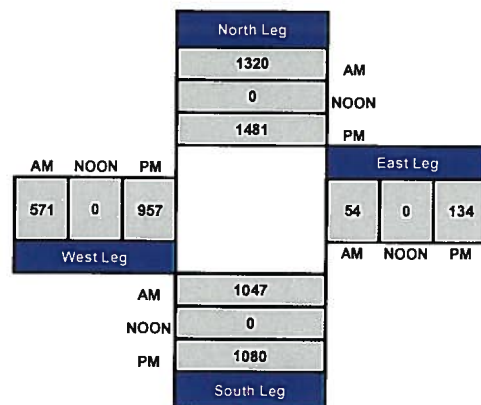 North Leg
1320 AM
0 NOON
1481 PM
AM NOON PM
East Leg
571 0 957
54 0 134
West Leg
AM NOON PM
AM 1047
NOON 0
PM 1080
South Leg